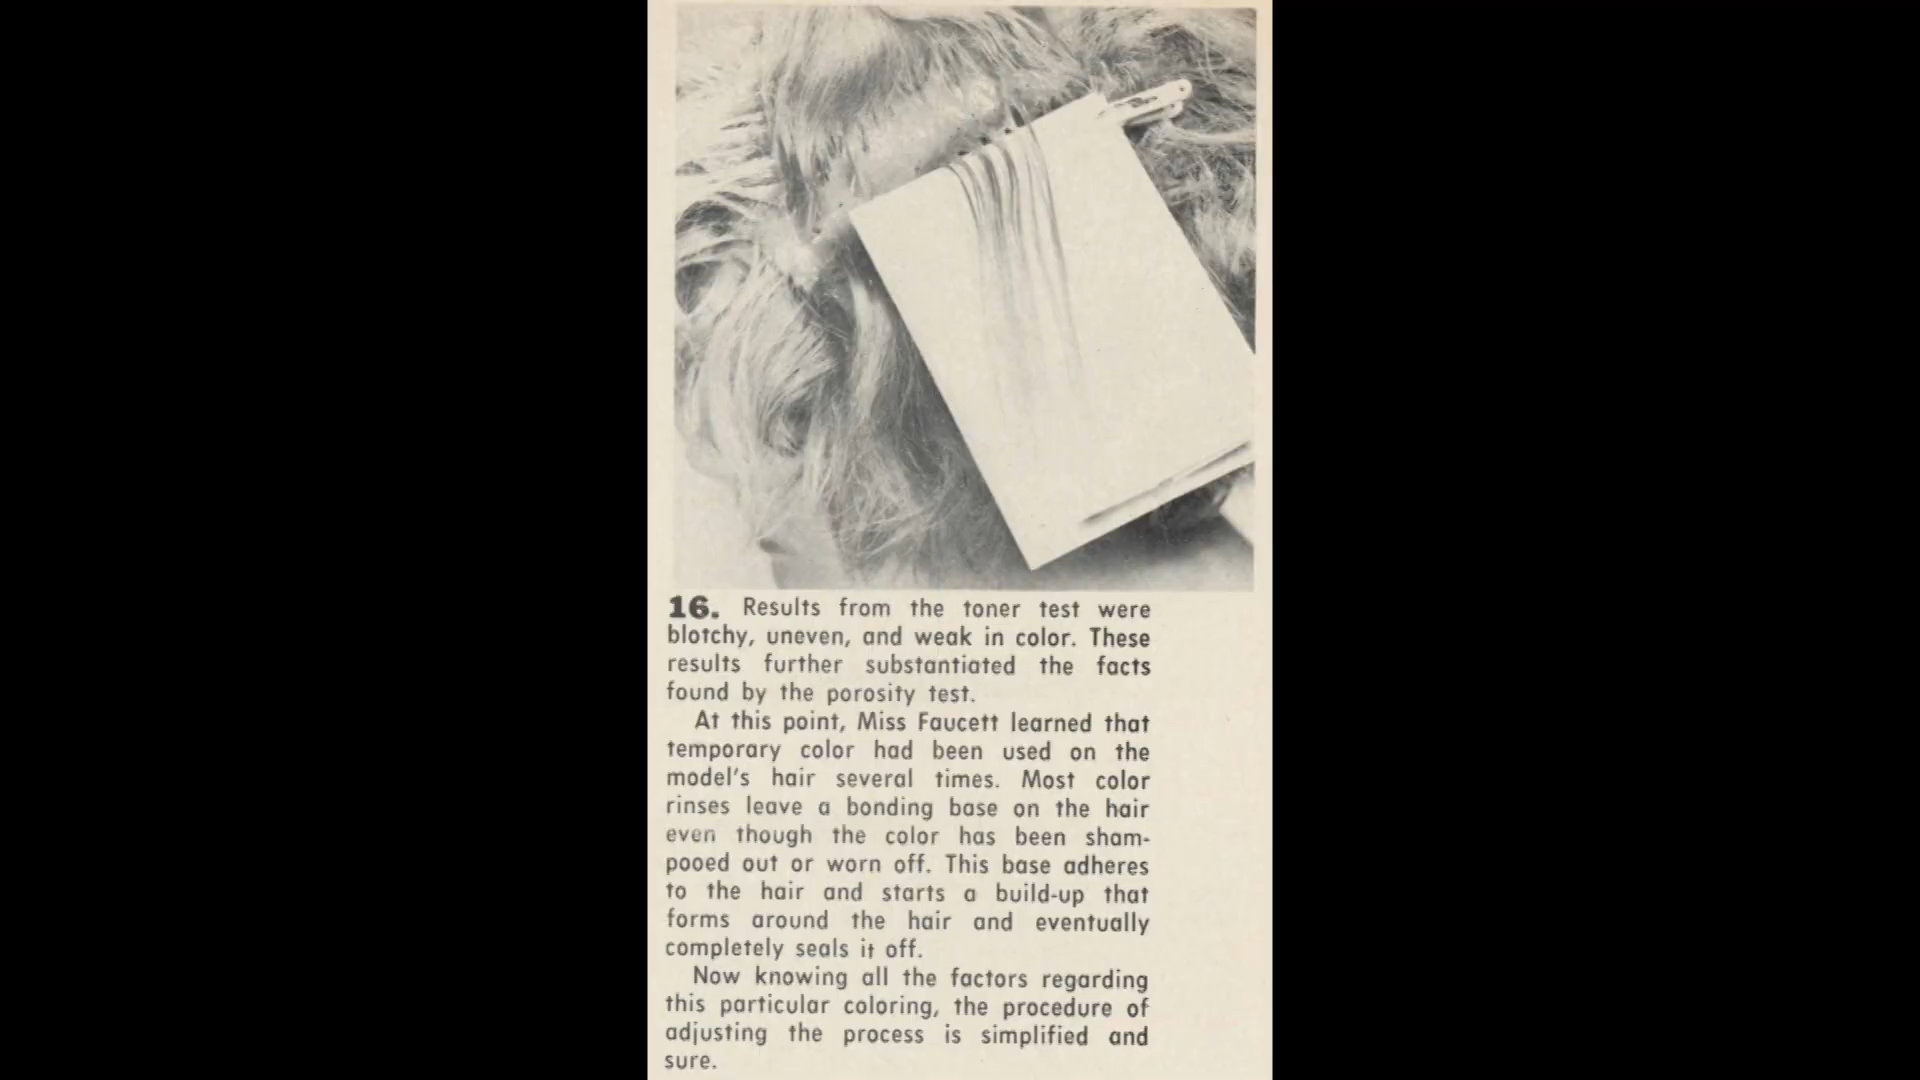 16. Results from the toner test were
blotchy, uneven, and weak in color. These
results further substantiated the facts
found by the porosity test.
At this point, Miss Faucett learned that
temporary color had been used on the
model's hair several times. Most color
rinses leave a bonding base on the hair
even though the color has been sham-
pooed out or worn off. This base adheres
to the hair and starts a build-up that
forms around the hair and eventually
completely seals it off.
Now knowing all the factors regarding
this particular coloring, the procedure of
adjusting the process is simplified and
sure.